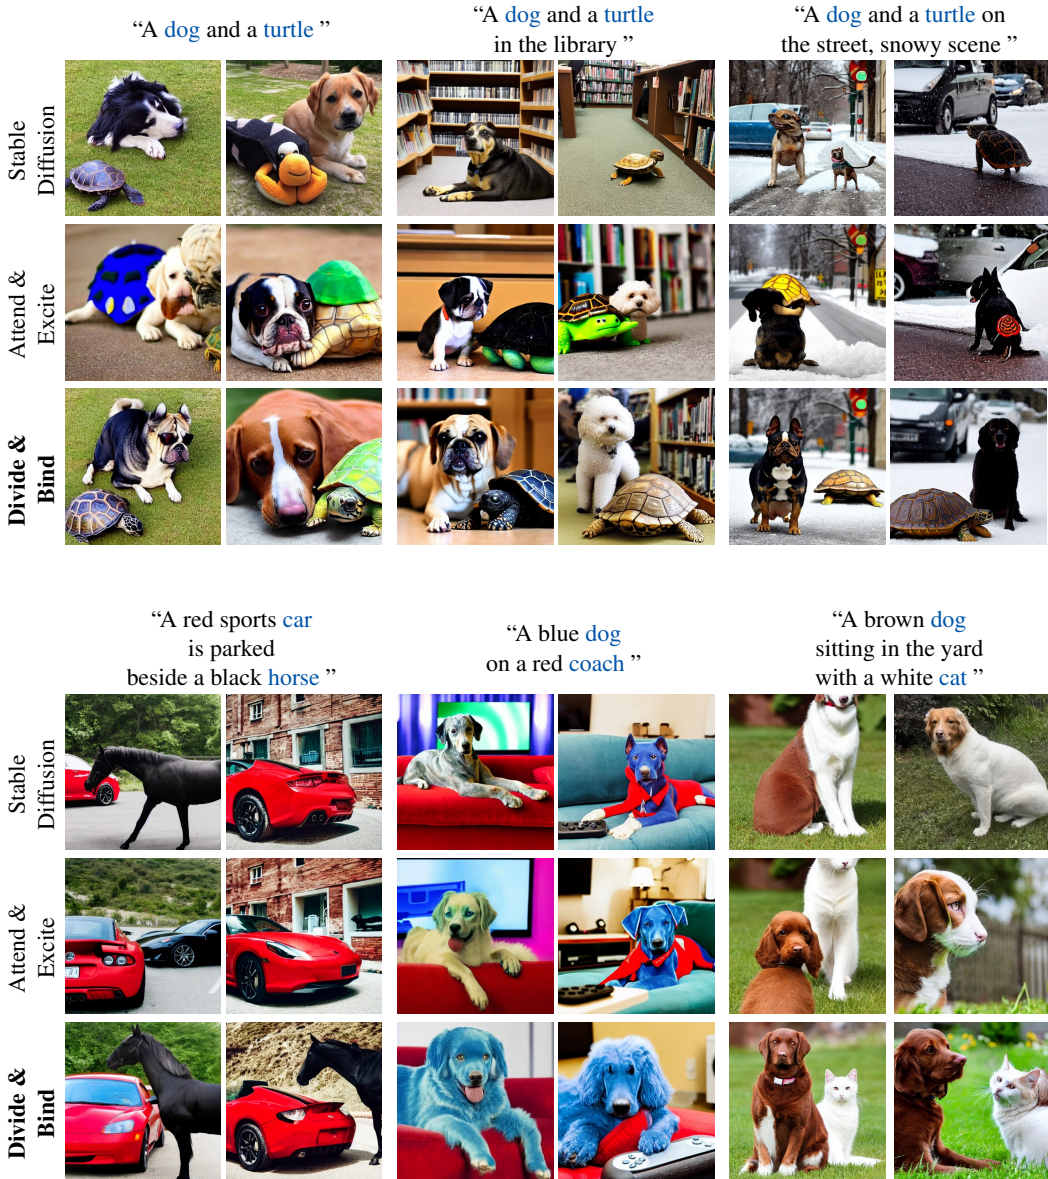 “A dog and a turtle ”
“A dog and a turtle
in the library ”
“A dog and a turtle on
the street, snowy scene ”
Stable
Diffusion
Attend &
Excite
Divide &
Bind
“A red sports car
is parked
beside a black horse ”
“A blue dog
on a red coach ”
“A brown dog
sitting in the yard
with a white cat ”
Stable
Diffusion
Attend &
Excite
Divide &
Bind